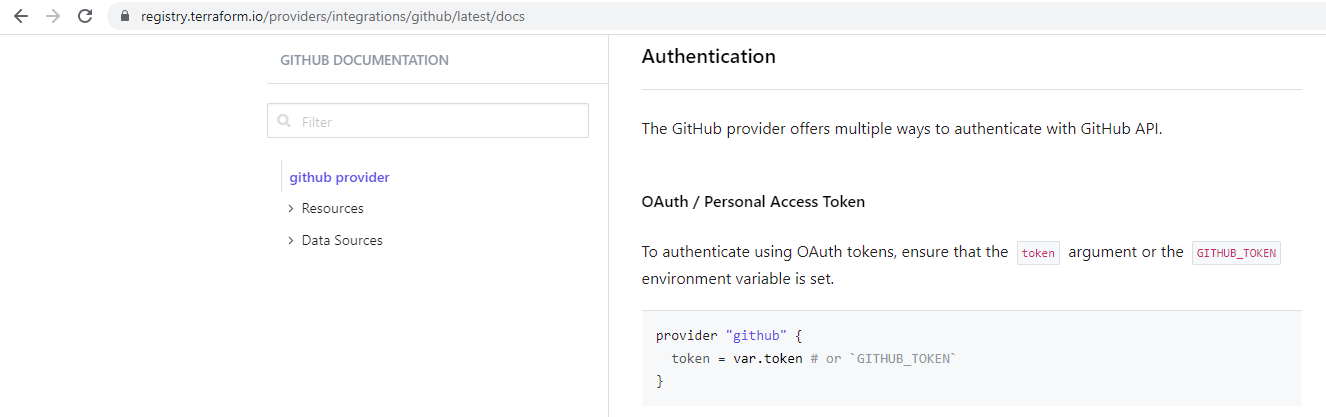 registry.terraform.io/providers/integrations/github/latest/docs
GITHUB DOCUMENTATION
Filter
github provider
Resources
Data Sources
Authentication
The GitHub provider offers multiple ways to authenticate with GitHub API.
OAuth / Personal Access Token
To authenticate using OAuth tokens, ensure that the token argument or the GITHUB_TOKEN
environment variable is set.
provider "github" {
  token = var.token # or `GITHUB_TOKEN`
}